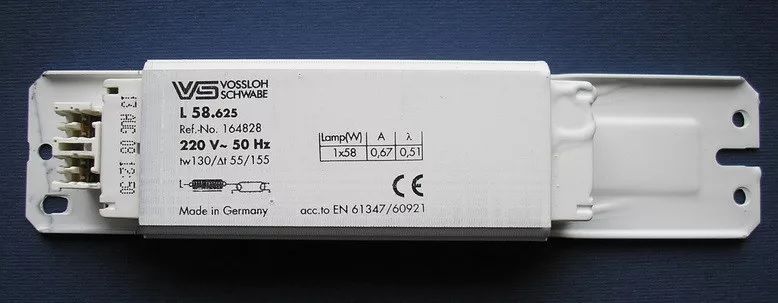 VS VOSSLOH
SCHWABE
L 58.625
Ref.-No. 164828
220 V~ 50 Hz
tw130/Δt 55/155
L
Made in Germany
Lamp(W) A λ
1x58 0,67 0,51
CE
acc.to EN 61347/60921
13 AUG 08 12:50